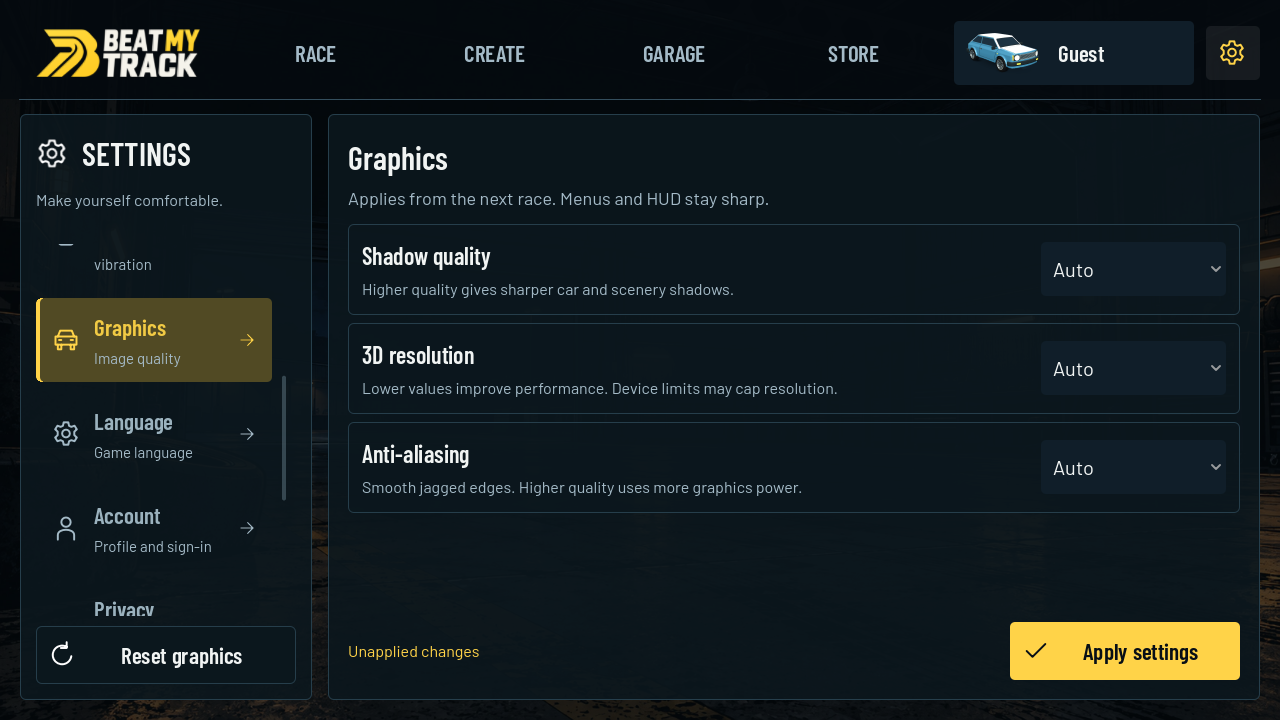 BEATMY
TRACK
RACE
CREATE
GARAGE
STORE
Guest
SETTINGS
Make yourself comfortable.
vibration
Graphics
Image quality
Language
Game language
Account
Profile and sign-in
Privacy
Reset graphics
Graphics
Applies from the next race. Menus and HUD stay sharp.
Shadow quality
Higher quality gives sharper car and scenery shadows.
Auto
3D resolution
Lower values improve performance. Device limits may cap resolution.
Auto
Anti-aliasing
Smooth jagged edges. Higher quality uses more graphics power.
Auto
Unapplied changes
Apply settings